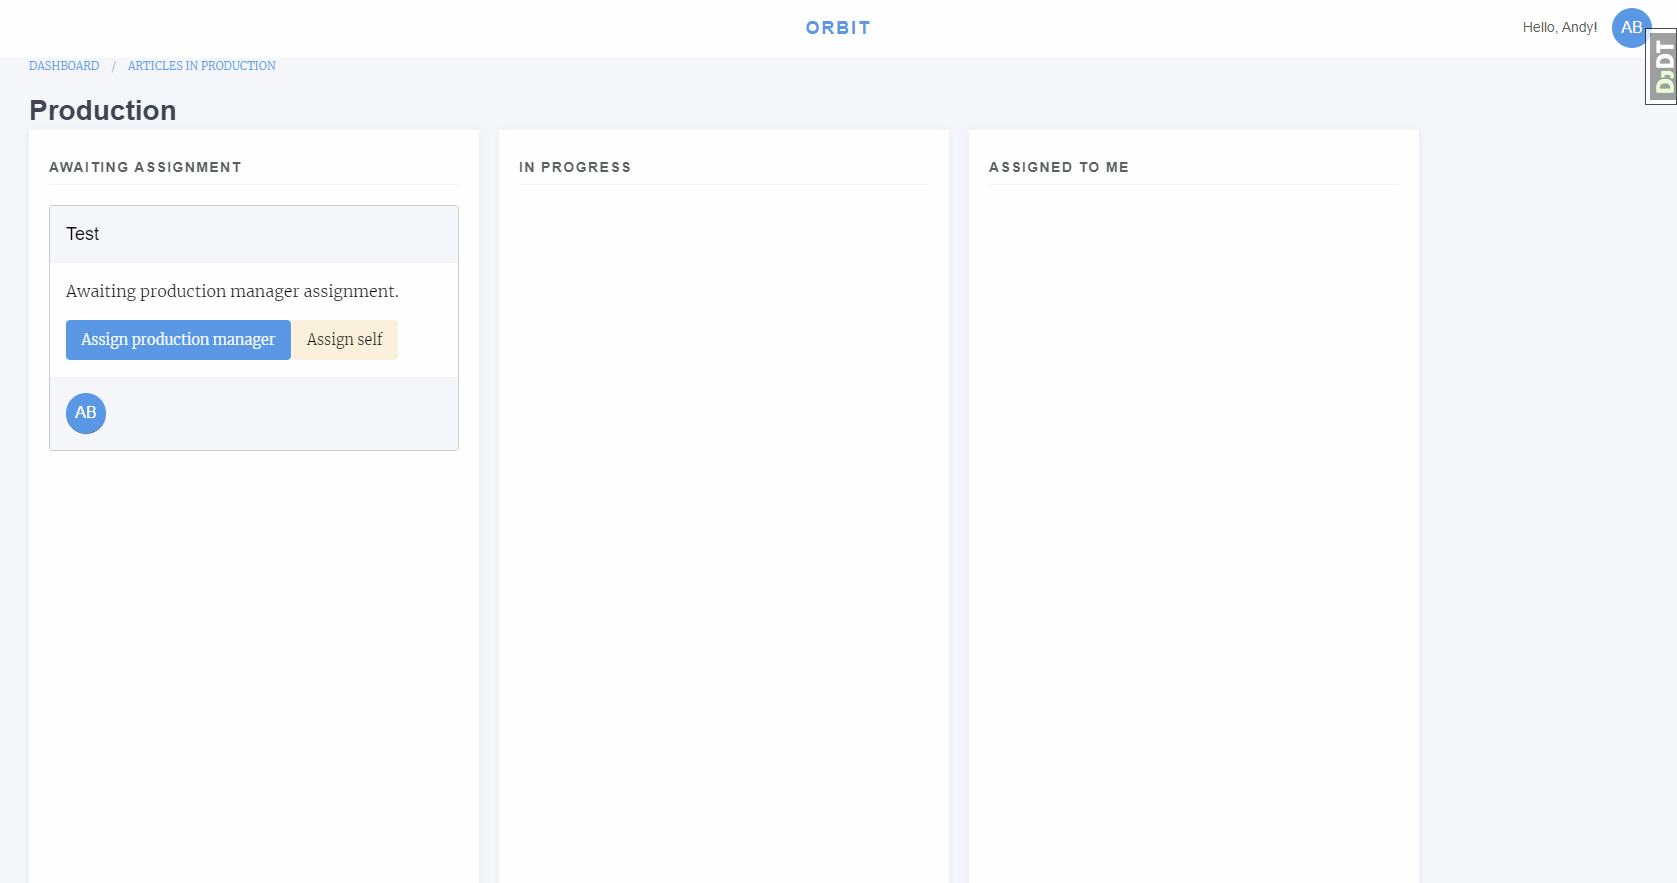 ORBIT
Hello, Andy!
AB
DJDT
DASHBOARD / ARTICLES IN PRODUCTION
Production
AWAITING ASSIGNMENT
IN PROGRESS
ASSIGNED TO ME
Test
Awaiting production manager assignment.
Assign production manager
Assign self
AB